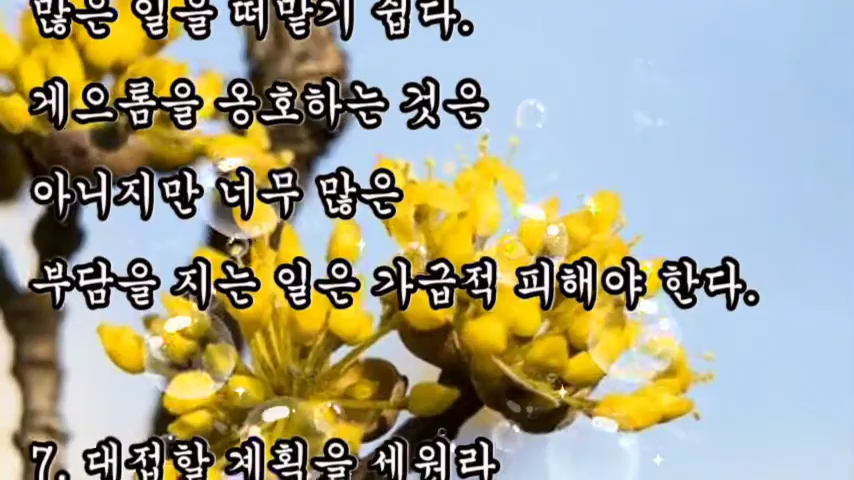 많은 일을 떠맡기 쉽다.
게으름을 옹호하는 것은
아니지만 너무 많은
부담을 지는 일은 가급적 피해야 한다.
7. 대접할 계획을 세워라